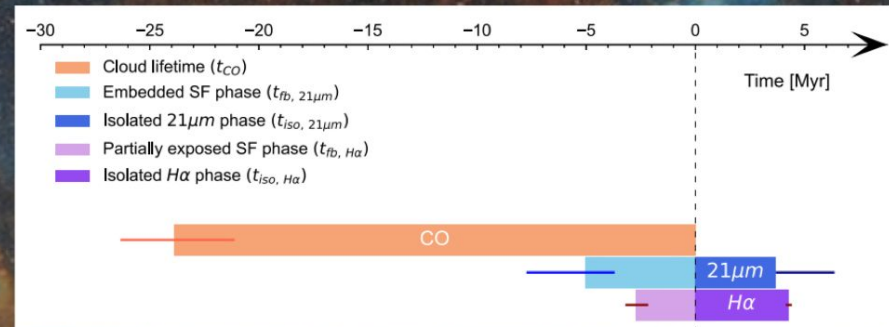 −30 −25 −20 −15 −10 −5 0 5
Time [Myr]
Cloud lifetime (t_CO)
Embedded SF phase (t_fb, 21μm)
Isolated 21μm phase (t_iso, 21μm)
Partially exposed SF phase (t_fb, Hα)
Isolated Hα phase (t_iso, Hα)
CO
21μm
Hα